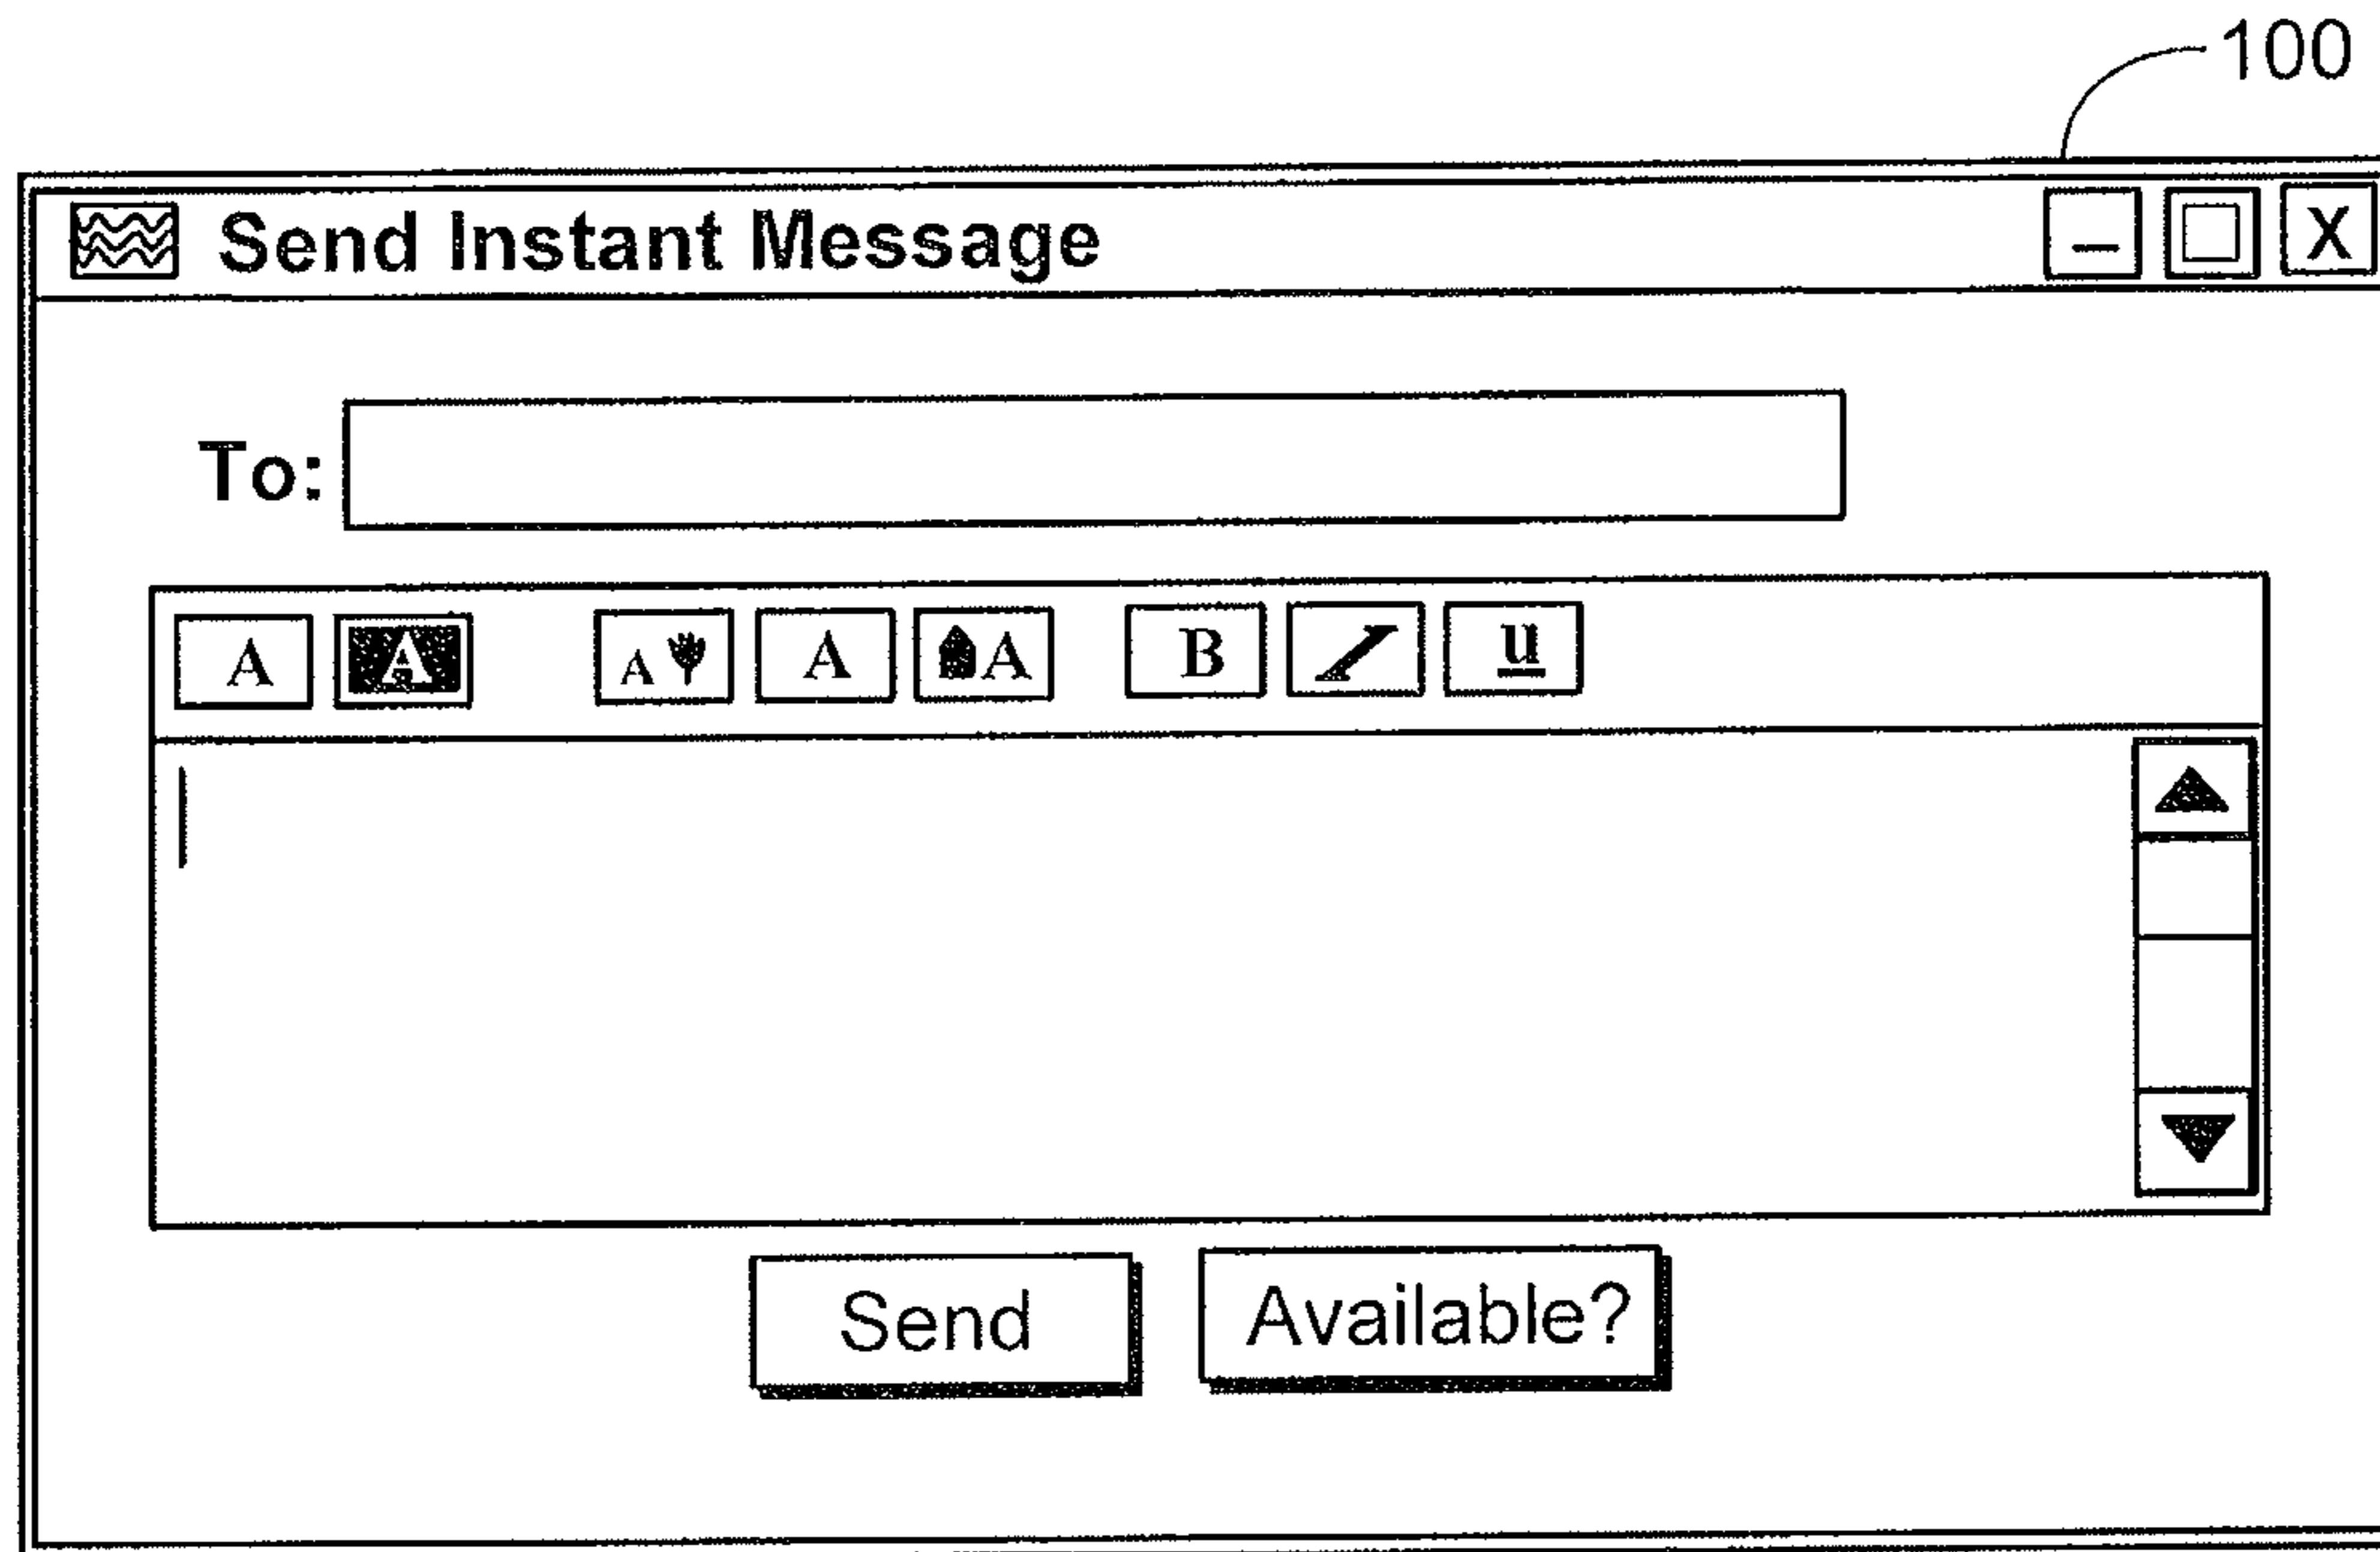 100
Send Instant Message X
To:
A A A A A B I u
Send Available?